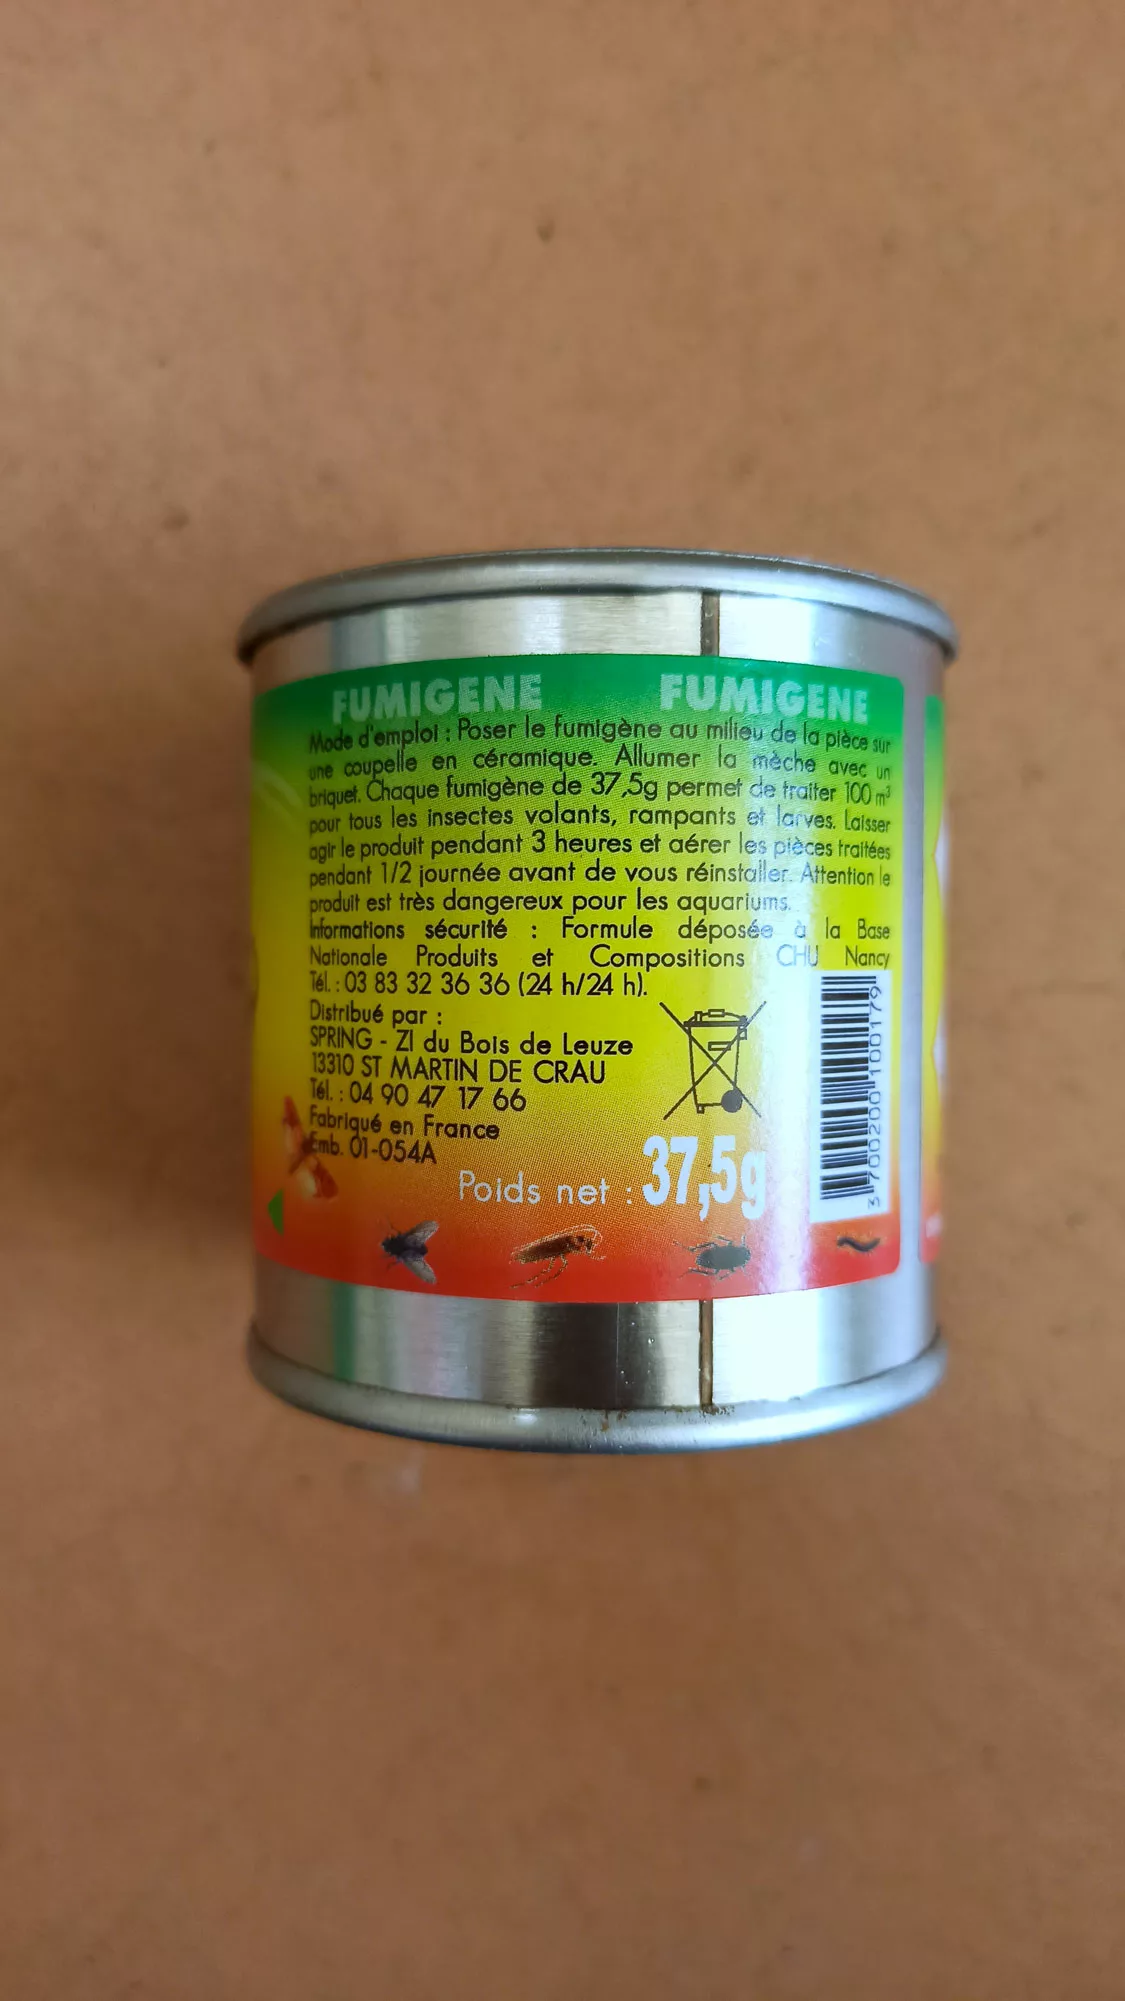 FUMIGENE FUMIGENE
Mode d'emploi : Poser le fumigène au milieu de la pièce sur
une coupelle en céramique. Allumer la mèche avec un
briquet. Chaque fumigène de 37,5g permet de traiter 100 m³
pour tous les insectes volants, rampants et larves. Laisser
agir le produit pendant 3 heures et aérer les pièces traitées
pendant 1/2 journée avant de vous réinstaller. Attention le
produit est très dangereux pour les aquariums.
Informations sécurité : Formule déposée à la Base
Nationale Produits et Compositions CHU Nancy
Tél. : 03 83 32 36 36 (24 h/24 h).
Distribué par :
SPRING - ZI du Bois de Leuze
13310 ST MARTIN DE CRAU
Tél. : 04 90 47 17 66
Fabriqué en France
Emb. 01-054A
Poids net : 37,5g
3 700200 100179